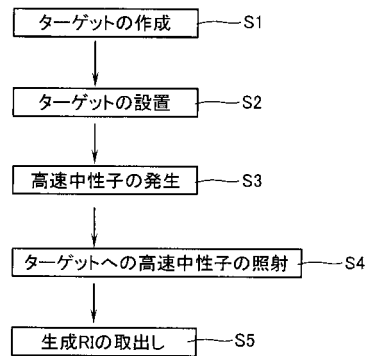 ターゲットの作成 S1
ターゲットの設置 S2
高速中性子の発生 S3
ターゲットへの高速中性子の照射 S4
生成RIの取出し S5